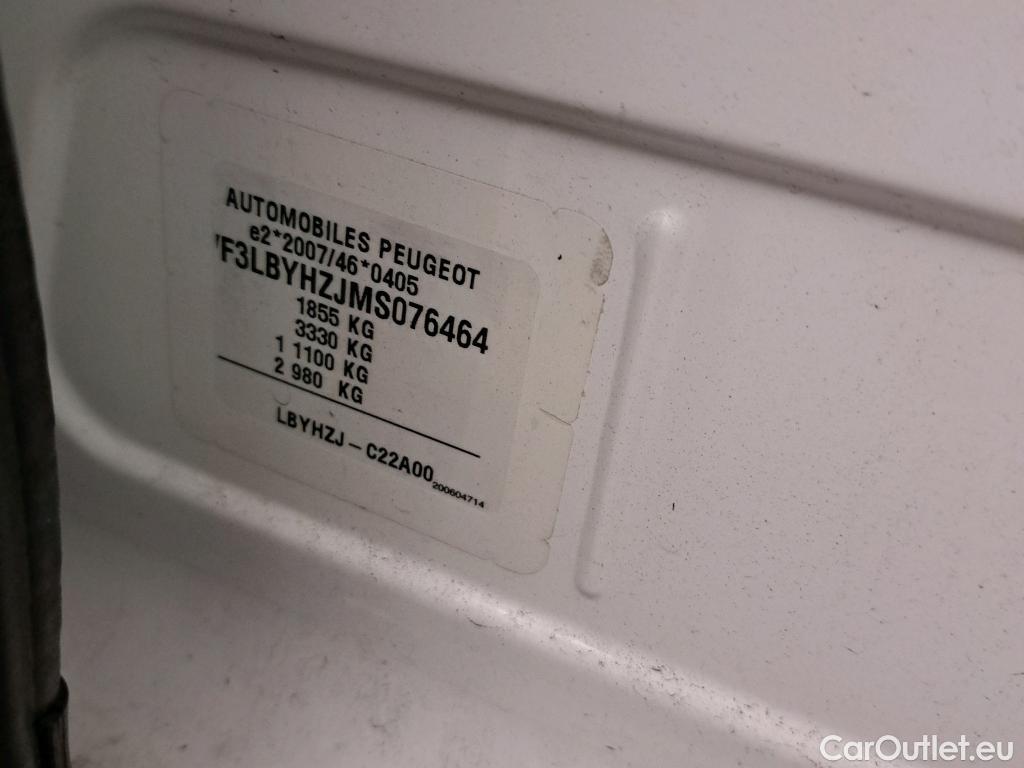 AUTOMOBILES PEUGEOT
e2*2007/46*0405
VF3LBYHZJMS076464
1855 KG
3330 KG
1 1100 KG
2 980 KG
LBYHZJ-C22A00
200604714
CarOutlet.eu